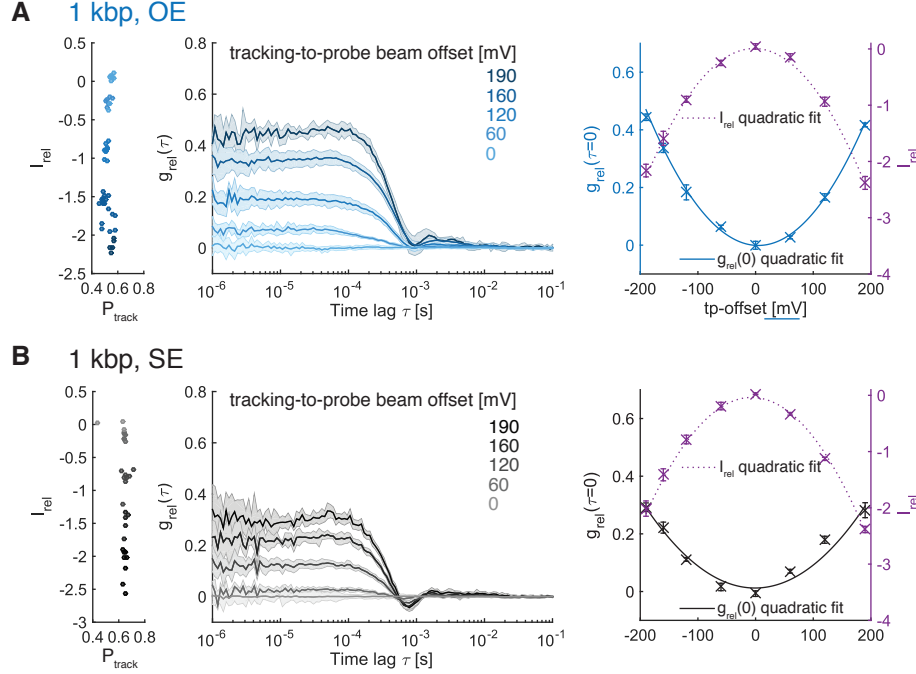 A 1 kbp, OE
0.5
0
-0.5
-1
-1.5
-2
-2.5
I_rel
0.4 0.6 0.8
P_track
tracking-to-probe beam offset [mV]
190
160
120
60
0
0.8
0.6
0.4
0.2
0
g_rel(τ)
10^-6 10^-5 10^-4 10^-3 10^-2 10^-1
Time lag τ [s]
0.6
0.4
0.2
0
g_rel(τ=0)
I_rel quadratic fit
g_rel(0) quadratic fit
0
-1
-2
-3
-4
I_rel
-200 -100 0 100 200
tp-offset [mV]
B 1 kbp, SE
0.5
0
-0.5
-1
-1.5
-2
-2.5
-3
I_rel
0.4 0.6 0.8
P_track
tracking-to-probe beam offset [mV]
190
160
120
60
0
0.8
0.6
0.4
0.2
0
g_rel(τ)
10^-6 10^-5 10^-4 10^-3 10^-2 10^-1
Time lag τ [s]
0.6
0.4
0.2
0
g_rel(τ=0)
I_rel quadratic fit
g_rel(0) quadratic fit
0
-1
-2
-3
-4
I_rel
-200 -100 0 100 200
tp-offset [mV]